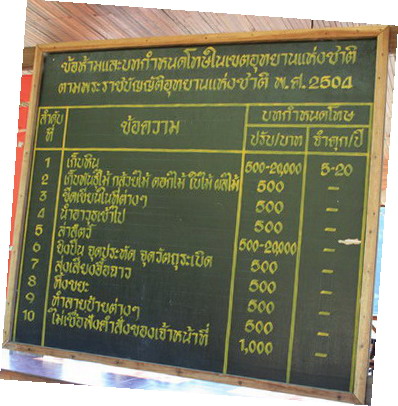 ข้อห้ามและบทกำหนดโทษในเขตอุทยานแห่งชาติ
ตามพระราชบัญญัติอุทยานแห่งชาติ พ.ศ.2504
ลำดับที่ ข้อความ บทกำหนดโทษ
ปรับ/บาท จำคุก/ปี
1 เก็บหิน 500-20,000 5-20
2 เก็บพันธุ์ไม้ กล้วยไม้ ดอกไม้ ใบไม้ ผลไม้ 500 –
3 ขีดเขียนในที่ต่างๆ 500 –
4 นำอาวุธเข้าไป 500 –
5 ล่าสัตว์ 500-20,000 –
6 ยิงปืน จุดประทัด จุดวัตถุระเบิด 500 –
7 ส่งเสียงอื้อฉาว 500 –
8 ทิ้งขยะ 500 –
9 ทำลายป้ายต่างๆ 500 –
10 ไม่เชื่อฟังคำสั่งของเจ้าหน้าที่ 1,000 –